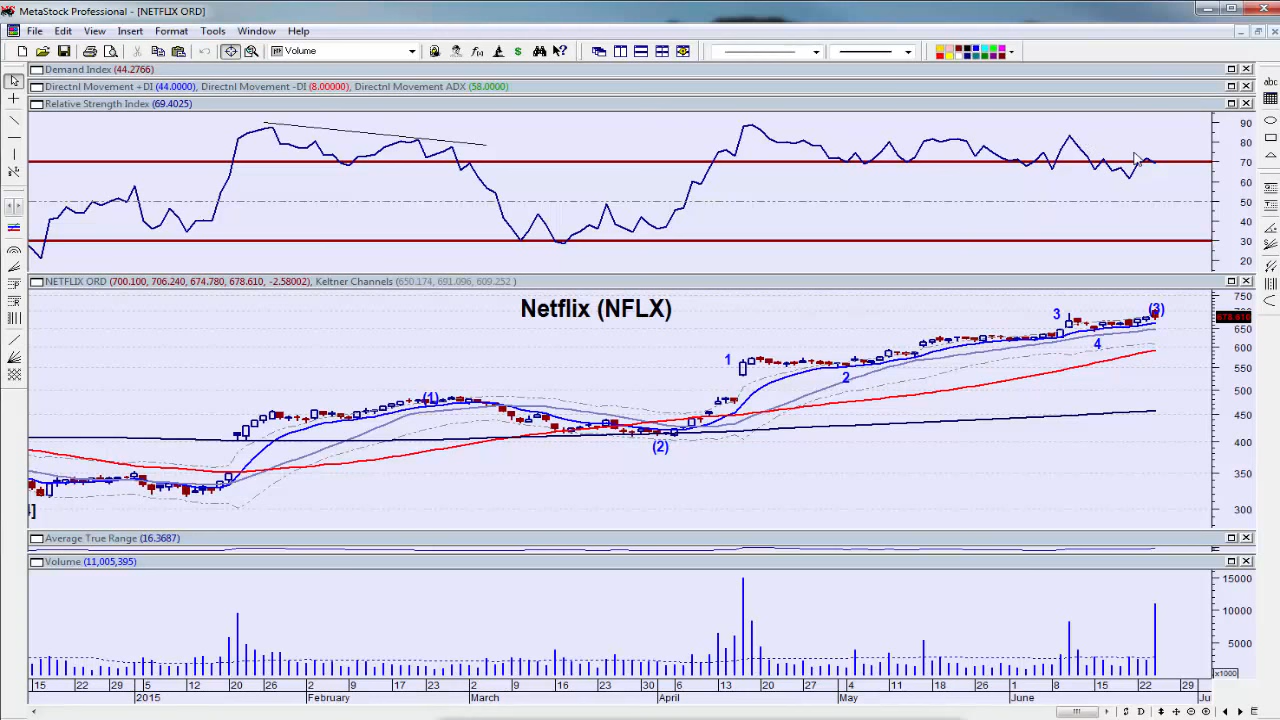 MetaStock Professional - [NETFLIX ORD]
File Edit View Insert Format Tools Window Help
Volume
Demand Index (44.2766)
Directnl Movement +DI (44.0000), Directnl Movement -DI (8.00000), Directnl Movement ADX (58.0000)
Relative Strength Index (69.4025)
90
80
70
60
50
40
30
20
NETFLIX ORD (700.100, 706.240, 674.780, 678.610, -2.58002), Keltner Channels (650.174, 691.096, 609.252 )
Netflix (NFLX)
750
(3)
3
678.610
650
4
1
600
2
550
500
(1)
450
(2)
400
350
300
Average True Range (16.3687)
Volume (11,005,395)
15000
10000
5000
x1000
15 22 29 5 12 20 26 2 9 17 23 2 9 16 23 30 6 13 20 27 4 11 18 26 1 8 15 22 29
2015 February March April May June Ju
abc